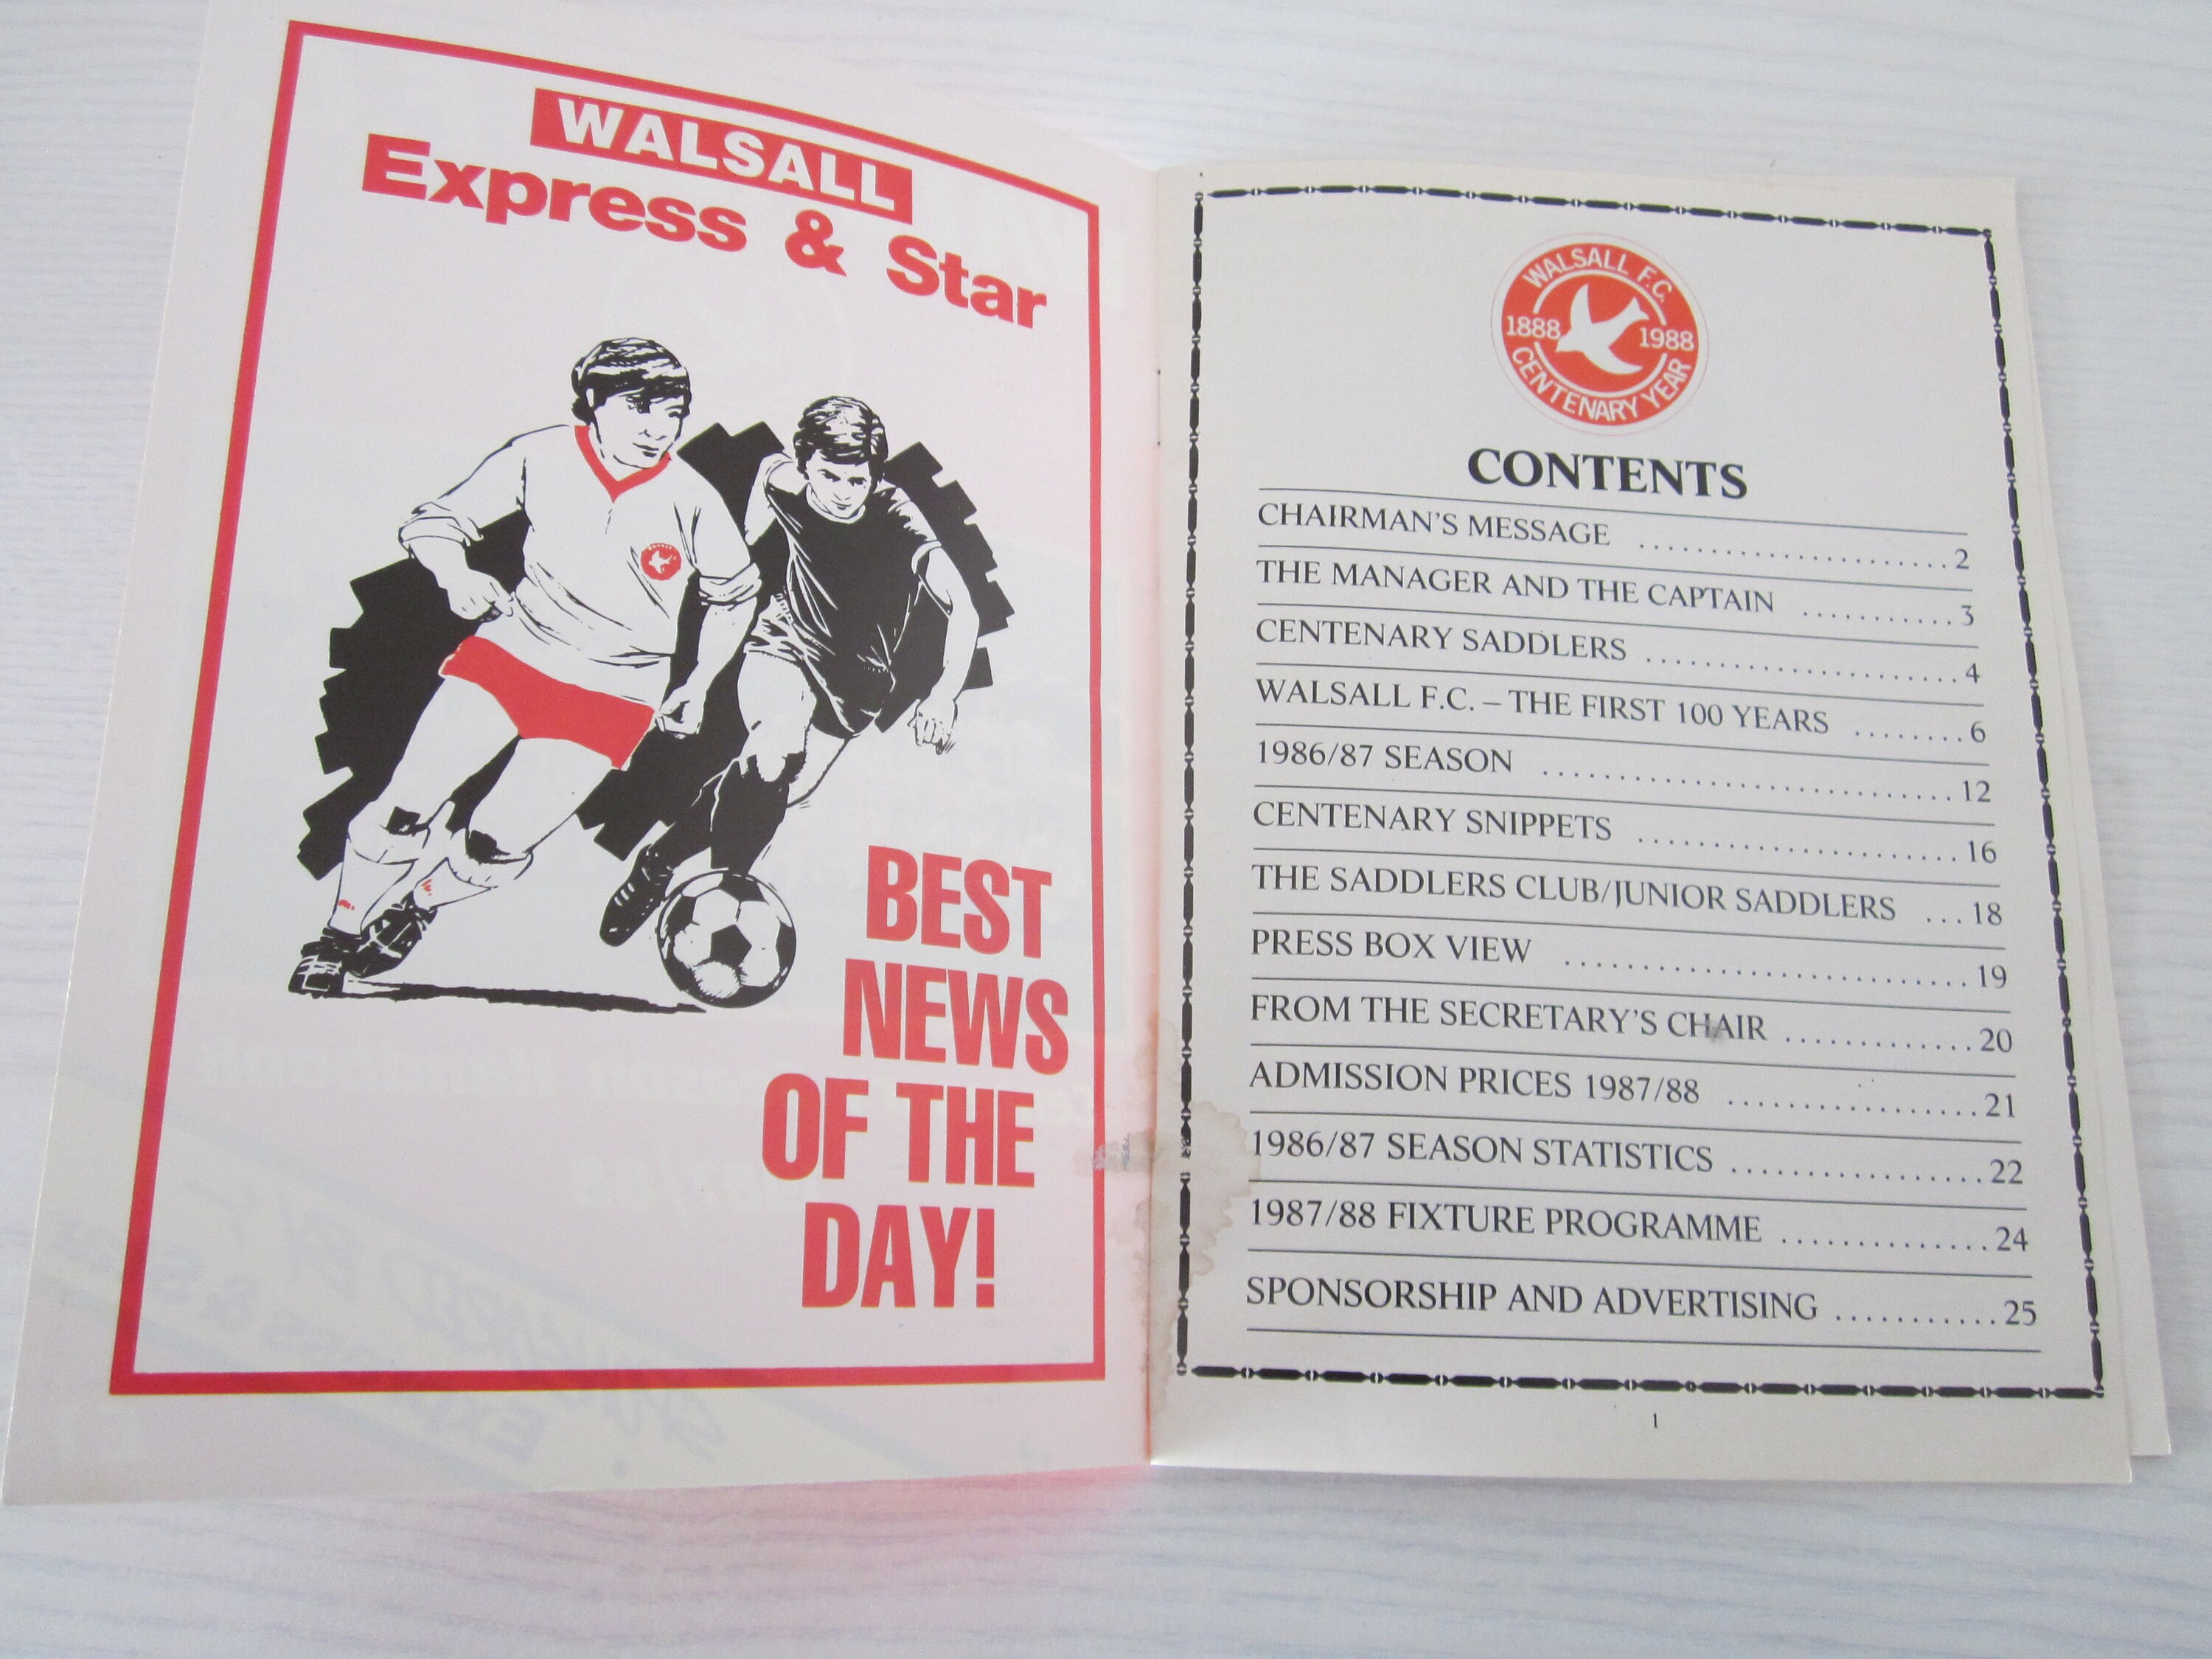 WALSALL
Express & Star
BEST
NEWS
OF THE
DAY!
WALSALL F.C.
1888 1988
CENTENARY YEAR
CONTENTS
CHAIRMAN'S MESSAGE ..................... 2
THE MANAGER AND THE CAPTAIN ........... 3
CENTENARY SADDLERS ..................... 4
WALSALL F.C. – THE FIRST 100 YEARS ........ 6
1986/87 SEASON ............................ 12
CENTENARY SNIPPETS ..................... 16
THE SADDLERS CLUB/JUNIOR SADDLERS ... 18
PRESS BOX VIEW ........................... 19
FROM THE SECRETARY'S CHAIR ............. 20
ADMISSION PRICES 1987/88 ................. 21
1986/87 SEASON STATISTICS ................. 22
1987/88 FIXTURE PROGRAMME .............. 24
SPONSORSHIP AND ADVERTISING ........... 25
1